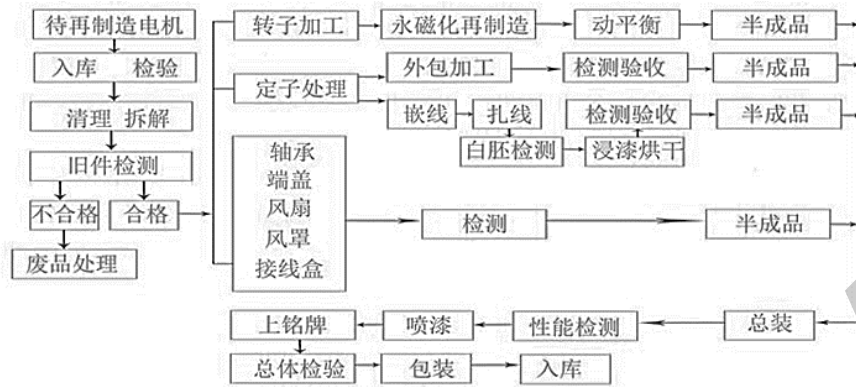 待再制造电机
入库 检验
清理 拆解
旧件检测
不合格 合格
废品处理
转子加工 永磁化再制造 动平衡 半成品
定子处理 外包加工 检测验收 半成品
嵌线 扎线 检测验收 半成品
白胚检测 浸漆烘干
轴承
端盖
风扇
风罩
接线盒
检测 半成品
上铭牌 喷漆 性能检测 总装
总体检验 包装 入库